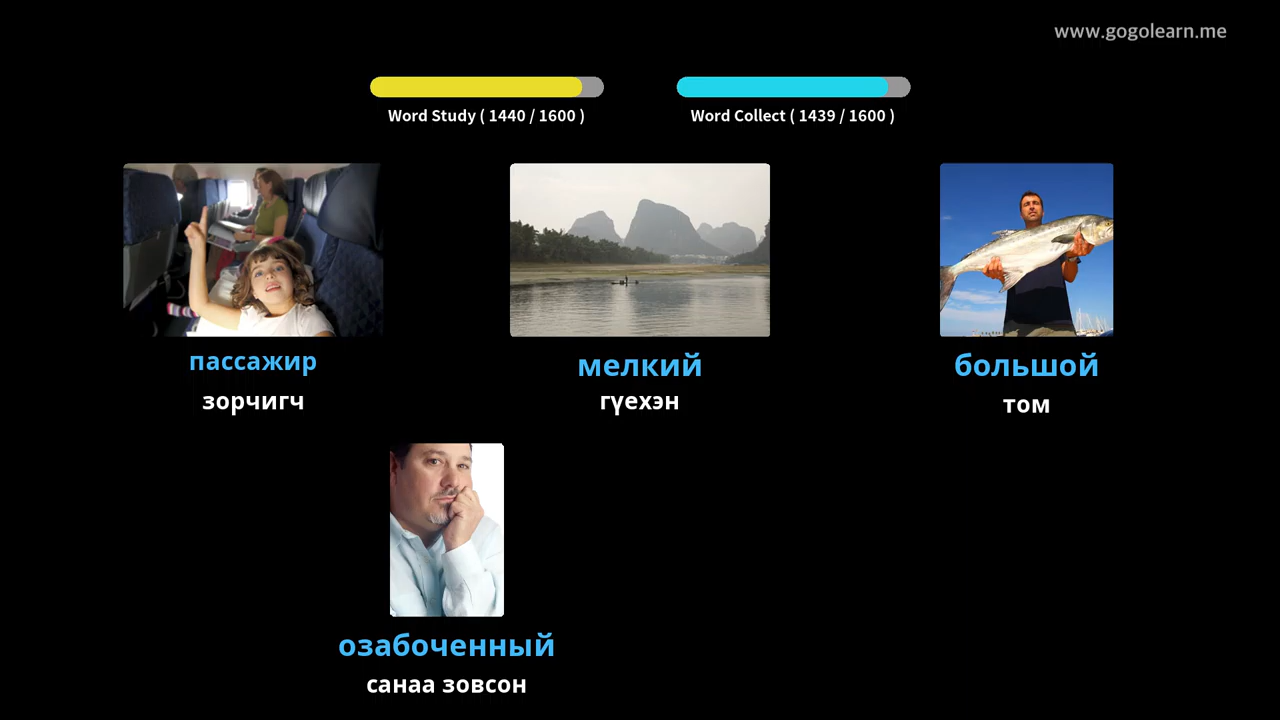 www.gogolearn.me
Word Study ( 1440 / 1600 )
Word Collect ( 1439 / 1600 )
пассажир
зорчигч
мелкий
гүехэн
большой
том
озабоченный
санаа зовсон